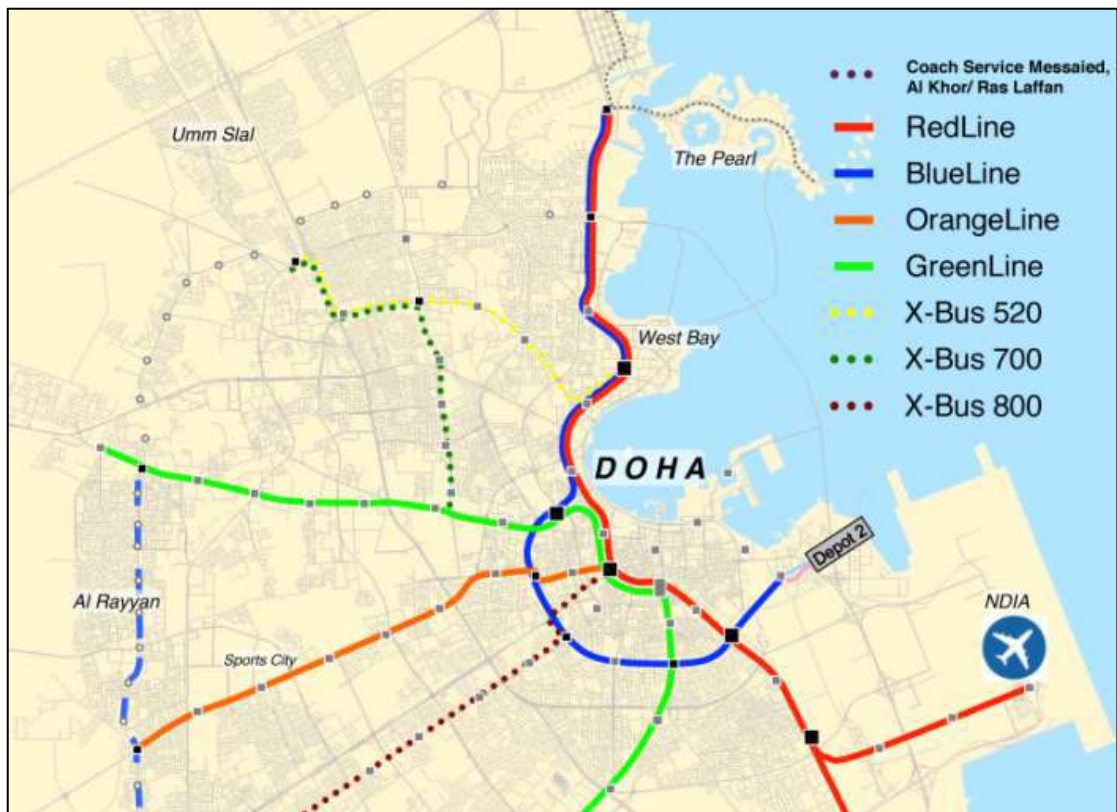 Coach Service Messaied,
Al Khor/ Ras Laffan
RedLine
BlueLine
OrangeLine
GreenLine
X-Bus 520
X-Bus 700
X-Bus 800
Umm Slal
The Pearl
West Bay
DOHA
Depot 2
Al Rayyan
NDIA
Sports City